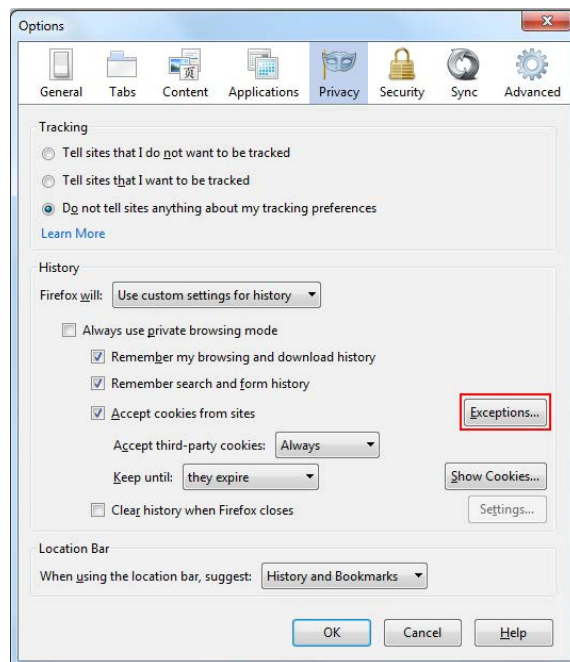 Options
General Tabs Content Applications Privacy Security Sync Advanced
Tracking
Tell sites that I do not want to be tracked
Tell sites that I want to be tracked
Do not tell sites anything about my tracking preferences
Learn More
History
Firefox will: Use custom settings for history
Always use private browsing mode
Remember my browsing and download history
Remember search and form history
Accept cookies from sites Exceptions...
Accept third-party cookies: Always
Keep until: they expire Show Cookies...
Clear history when Firefox closes Settings...
Location Bar
When using the location bar, suggest: History and Bookmarks
OK Cancel Help